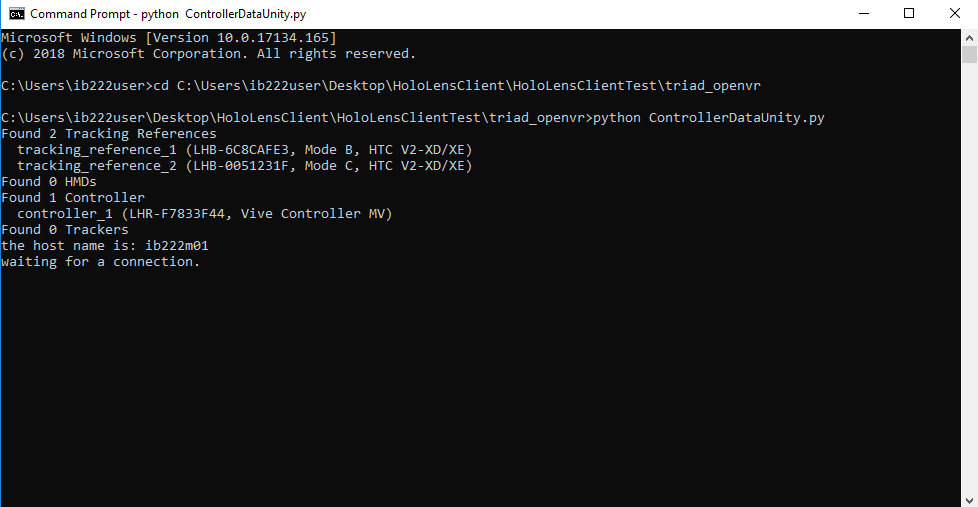 Command Prompt - python  ControllerDataUnity.py
Microsoft Windows [Version 10.0.17134.165]
(c) 2018 Microsoft Corporation. All rights reserved.
C:\Users\ib222user>cd C:\Users\ib222user\Desktop\HoloLensClient\HoloLensClientTest\triad_openvr
C:\Users\ib222user\Desktop\HoloLensClient\HoloLensClientTest\triad_openvr>python ControllerDataUnity.py
Found 2 Tracking References
  tracking_reference_1 (LHB-6C8CAFE3, Mode B, HTC V2-XD/XE)
  tracking_reference_2 (LHB-0051231F, Mode C, HTC V2-XD/XE)
Found 0 HMDs
Found 1 Controller
  controller_1 (LHR-F7833F44, Vive Controller MV)
Found 0 Trackers
the host name is: ib222m01
waiting for a connection.